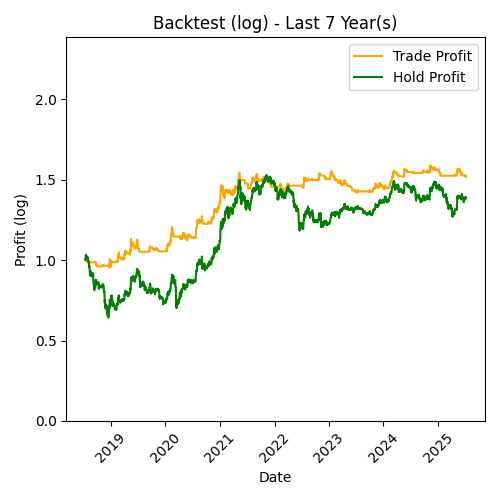 Backtest (log) - Last 7 Year(s)
Trade Profit
Hold Profit
Profit (log)
2.0
1.5
1.0
0.5
0.0
2019
2020
2021
2022
2023
2024
2025
Date